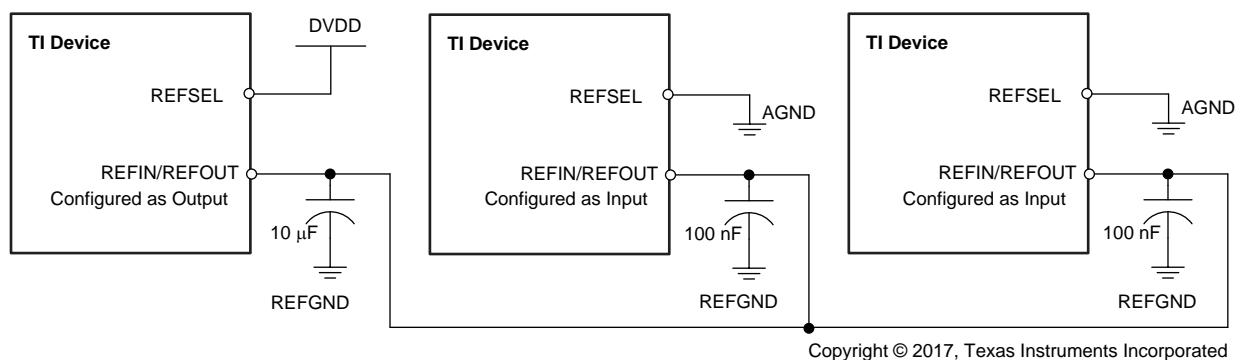 TI Device
DVDD
REFSEL
REFIN/REFOUT
Configured as Output
10 μF
REFGND
TI Device
REFSEL
AGND
REFIN/REFOUT
Configured as Input
100 nF
REFGND
TI Device
REFSEL
AGND
REFIN/REFOUT
Configured as Input
100 nF
REFGND
Copyright © 2017, Texas Instruments Incorporated